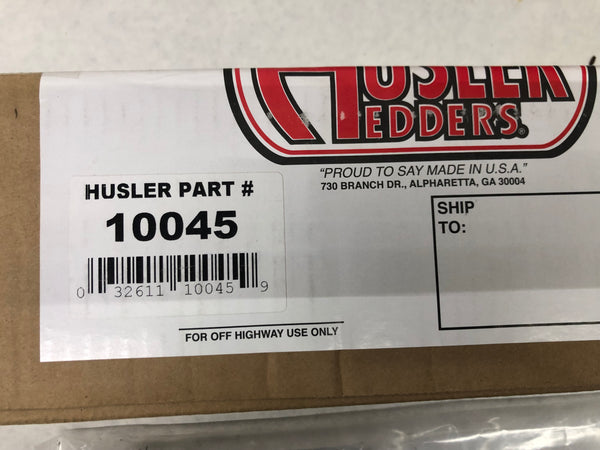 HUSLER
HEDDERS®
"PROUD TO SAY MADE IN U.S.A."
730 BRANCH DR., ALPHARETTA, GA 30004
HUSLER PART #
10045
0 32611 10045 9
SHIP
TO:
FOR OFF HIGHWAY USE ONLY